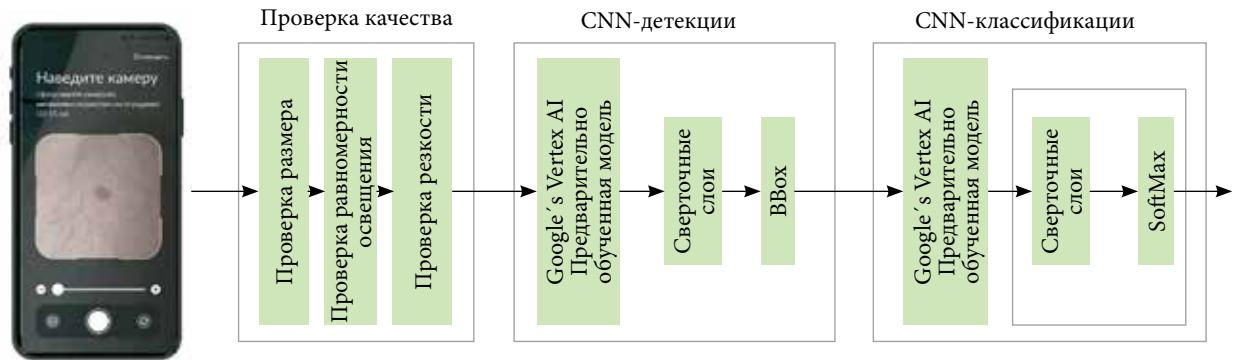 Проверка качества
CNN-детекции
CNN-классификации
Наведите камеру
Проверка размера
Проверка равномерности
освещения
Проверка резкости
Google´s Vertex AI
Предварительно
обученная модель
Сверточные
слои
BBox
Google´s Vertex AI
Предварительно
обученная модель
Сверточные
слои
SoftMax